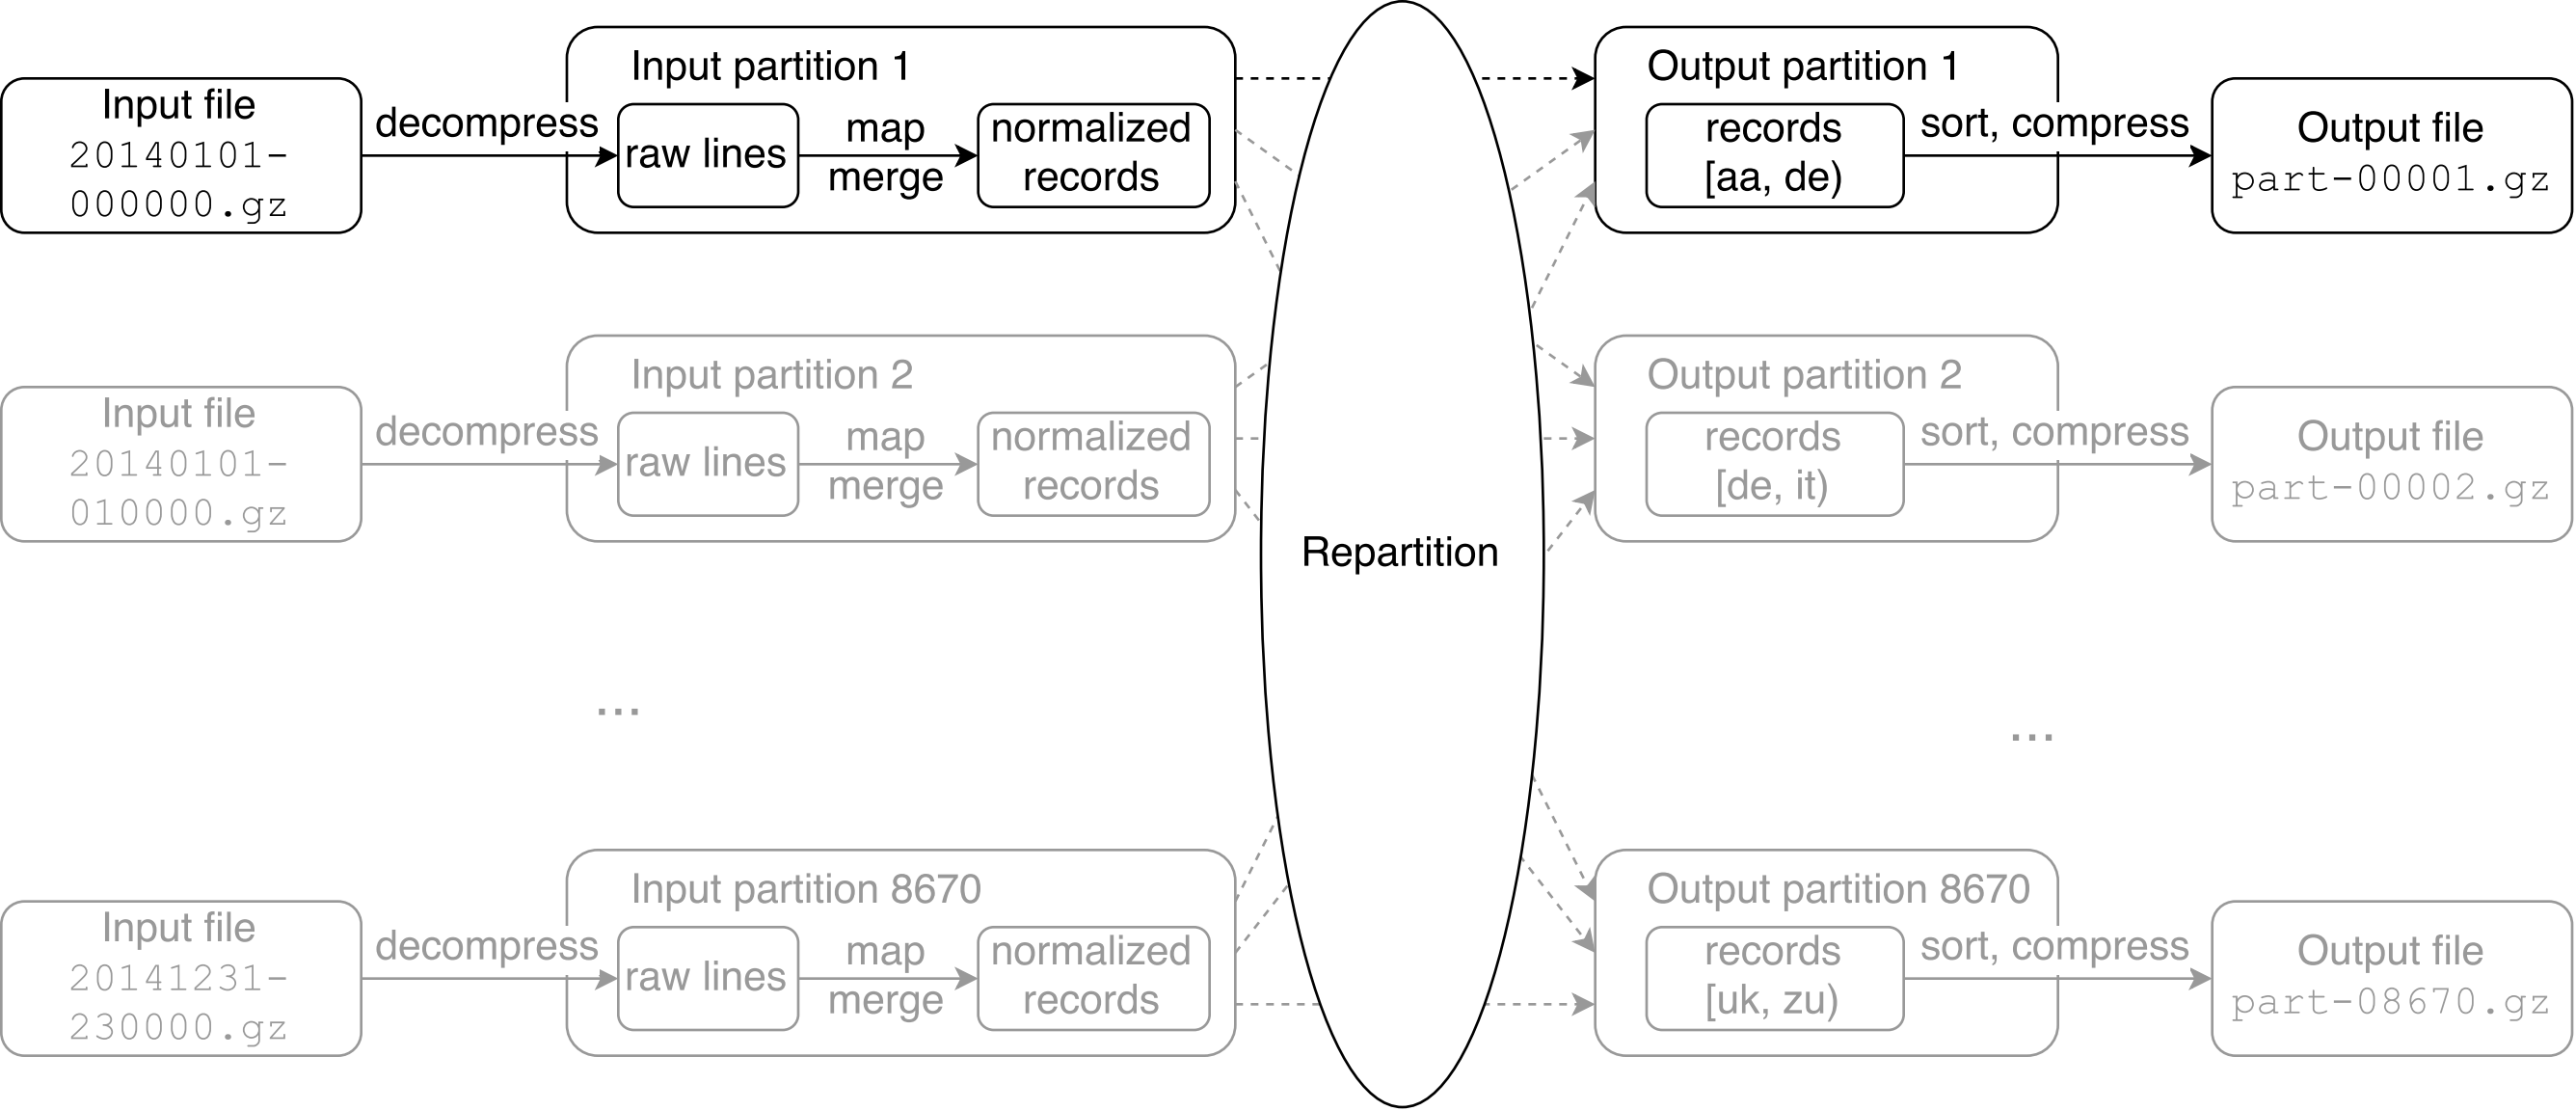 Input file
20140101-
000000.gz
decompress
Input partition 1
raw lines
map
merge
normalized
records
Output partition 1
records
[aa, de)
sort, compress
Output file
part-00001.gz
Input file
20140101-
010000.gz
decompress
Input partition 2
raw lines
map
merge
normalized
records
Repartition
Output partition 2
records
[de, it)
sort, compress
Output file
part-00002.gz
...
...
Input file
20141231-
230000.gz
decompress
Input partition 8670
raw lines
map
merge
normalized
records
Output partition 8670
records
[uk, zu)
sort, compress
Output file
part-08670.gz